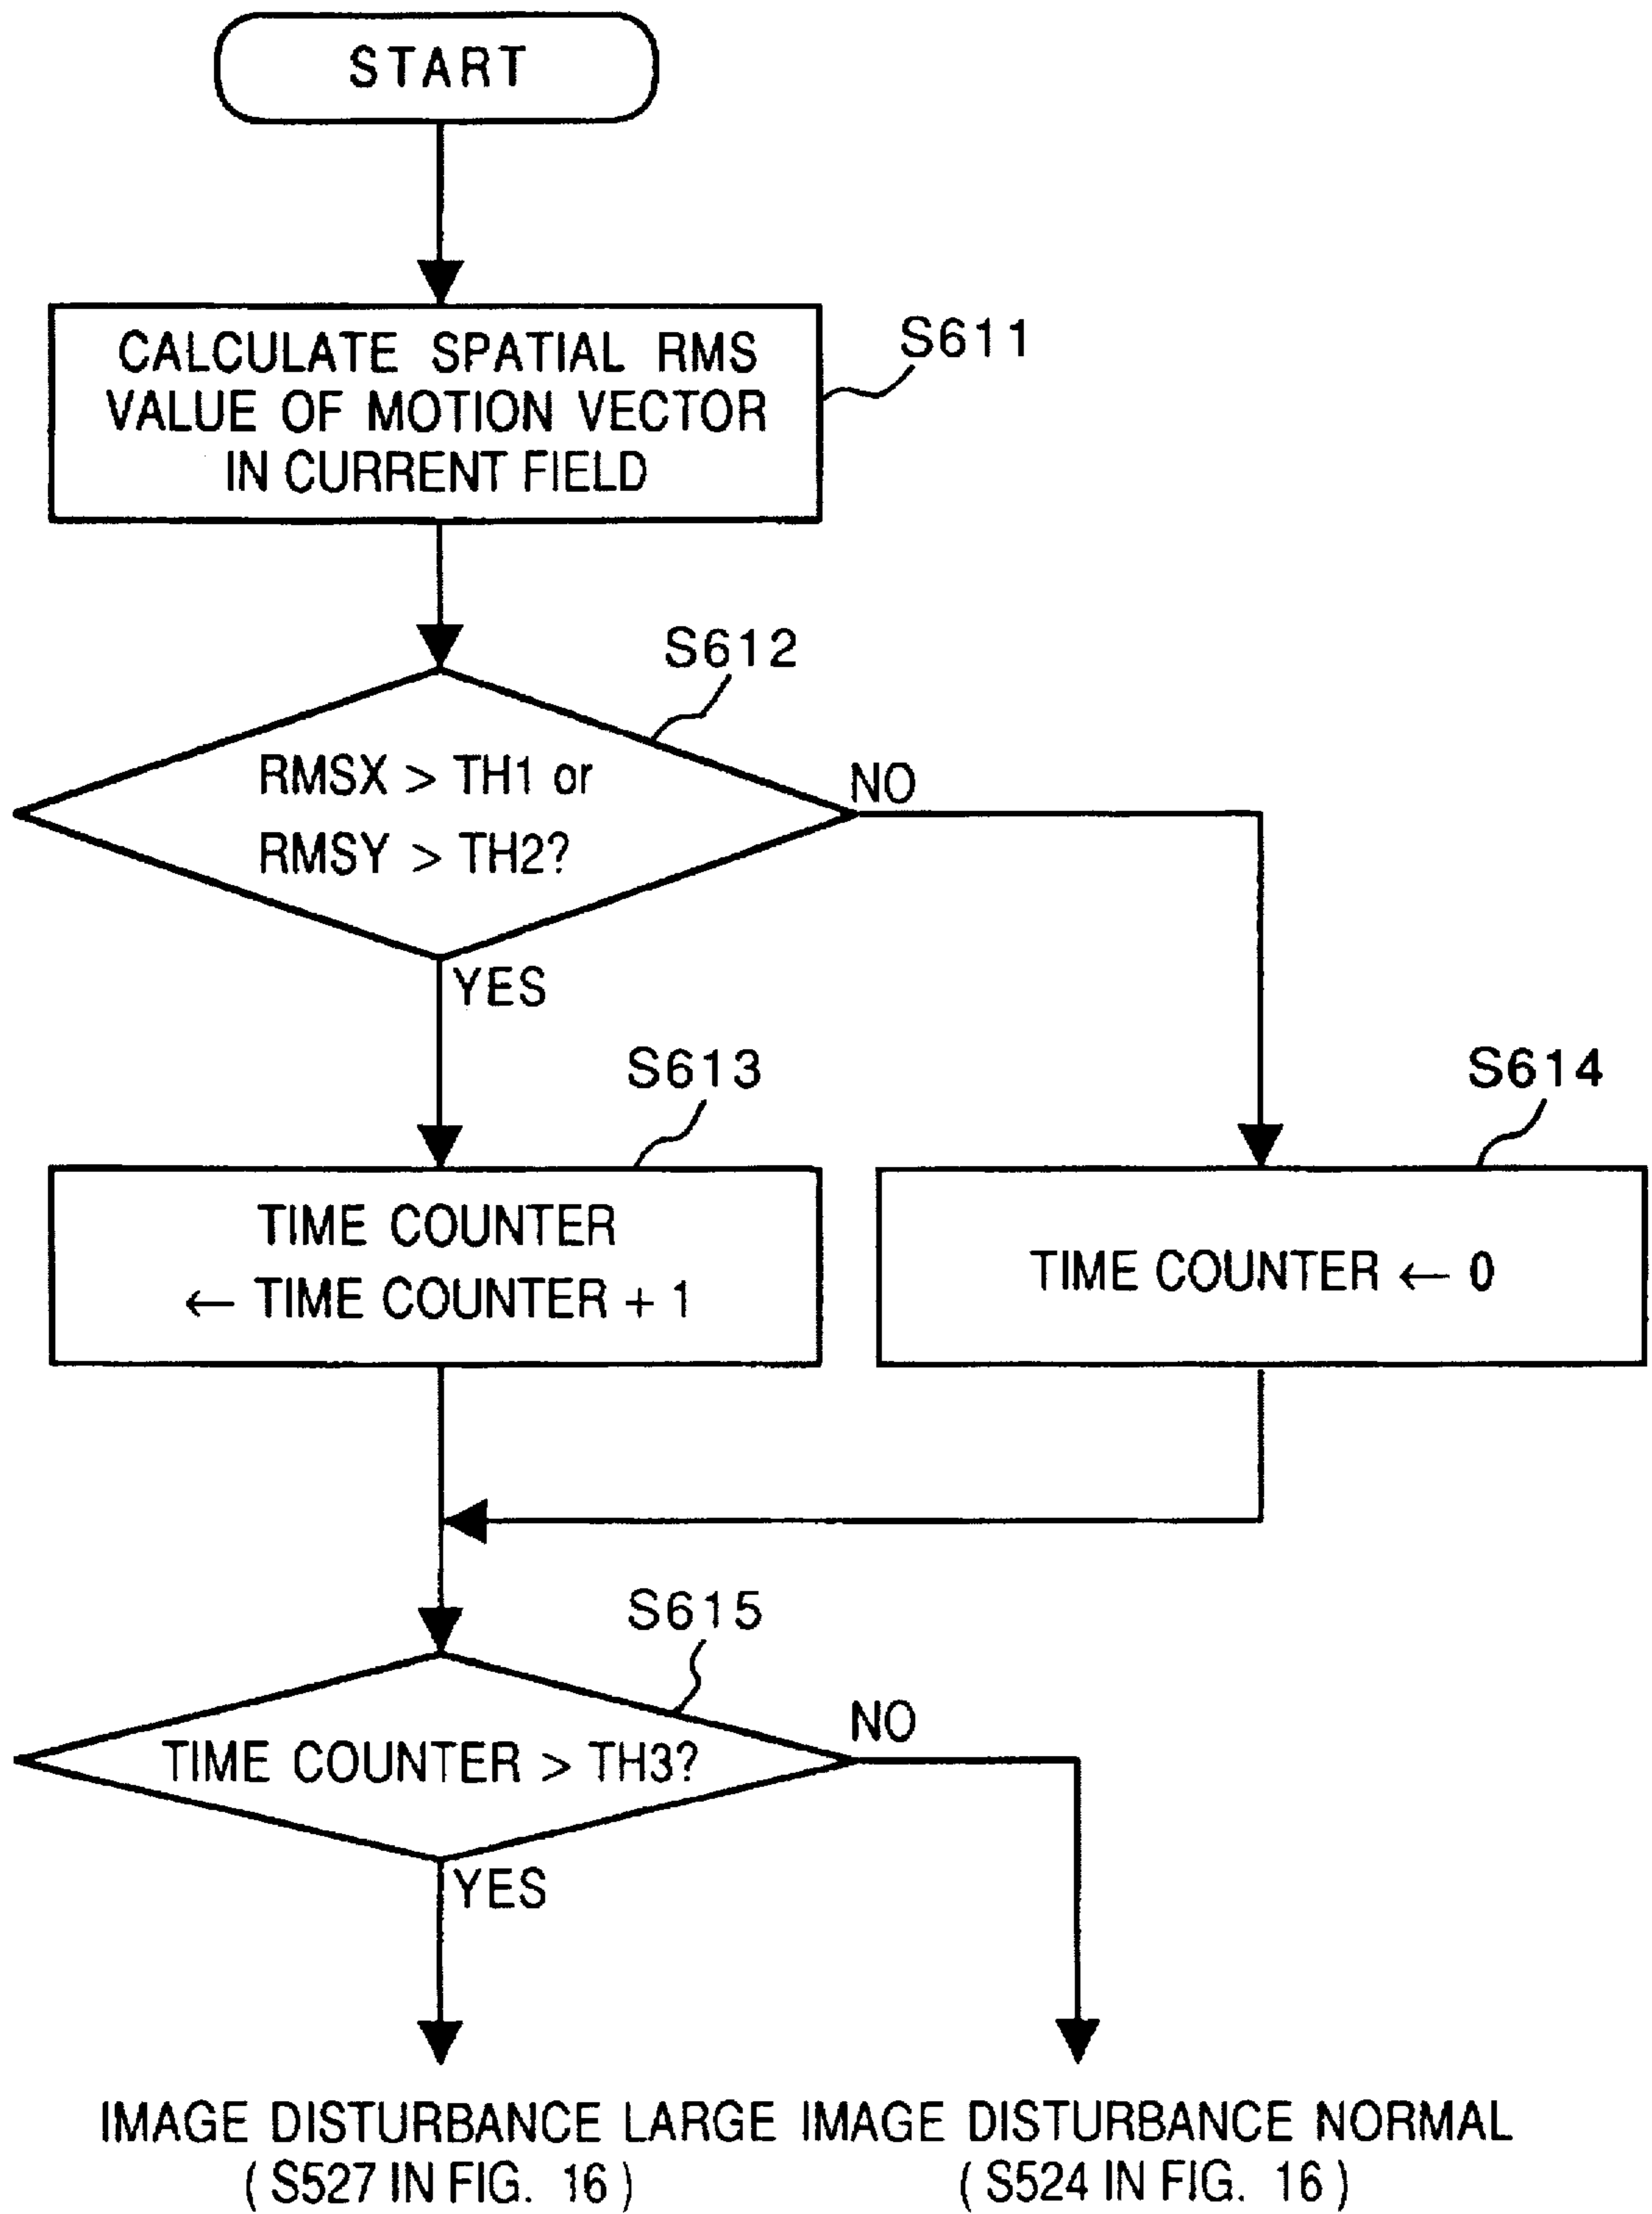 START
CALCULATE SPATIAL RMS
VALUE OF MOTION VECTOR
IN CURRENT FIELD
S611
S612
RMSX > TH1 or
RMSY > TH2?
NO
YES
S613
S614
TIME COUNTER
← TIME COUNTER + 1
TIME COUNTER ← 0
S615
TIME COUNTER > TH3?
NO
YES
IMAGE DISTURBANCE LARGE
( S527 IN FIG. 16 )
IMAGE DISTURBANCE NORMAL
( S524 IN FIG. 16 )